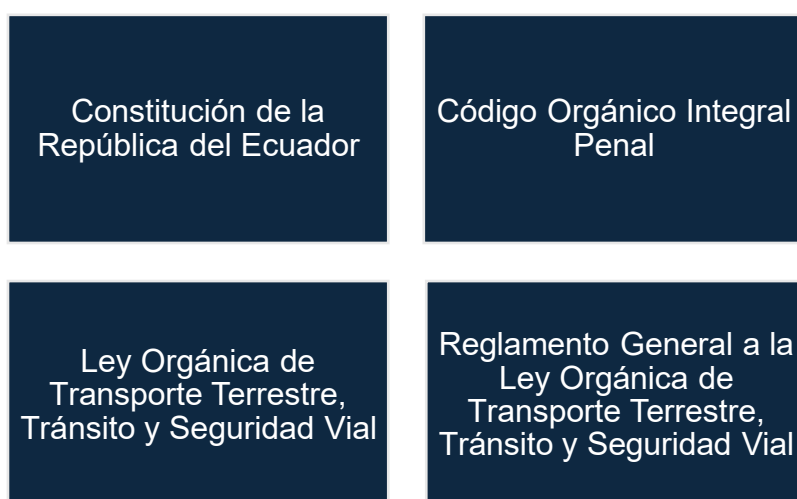 Constitución de la
República del Ecuador
Código Orgánico Integral
Penal
Ley Orgánica de
Transporte Terrestre,
Tránsito y Seguridad Vial
Reglamento General a la
Ley Orgánica de
Transporte Terrestre,
Tránsito y Seguridad Vial